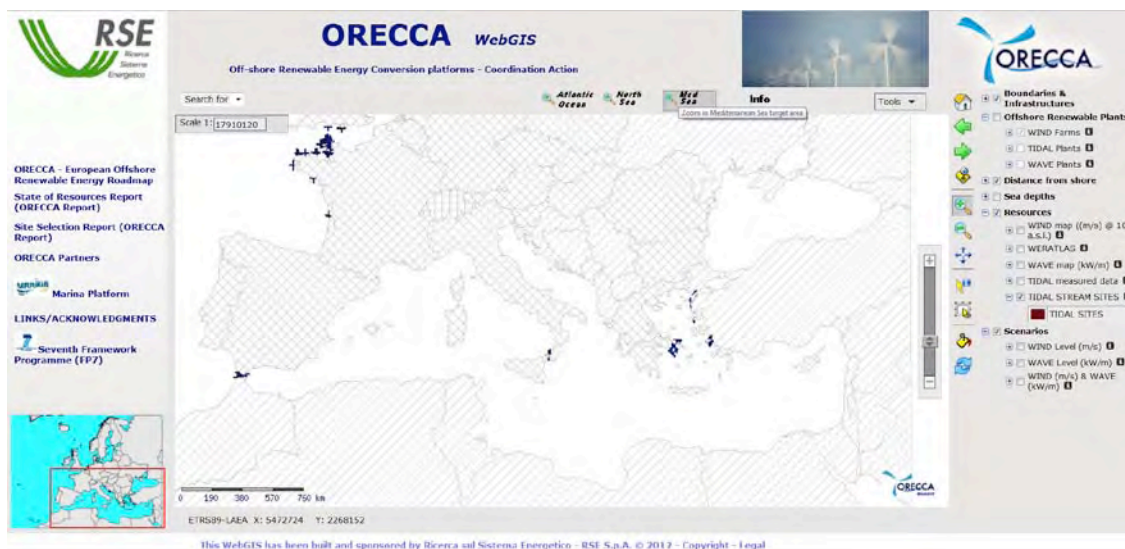 RSE
Ricerca
Sistema
Energetico
ORECCA WebGIS
Off-shore Renewable Energy Conversion platforms - Coordination Action
ORECCA
Search for
Atlantic
Ocean
North
Sea
Med
Sea
Info
Tools
Zoom in Mediterranean Sea target area
Scale 1: 17910120
ORECCA - European Offshore
Renewable Energy Roadmap
State of Resources Report
(ORECCA Report)
Site Selection Report (ORECCA
Report)
ORECCA Partners
Marina Platform
LINKS/ACKNOWLEDGMENTS
Seventh Framework
Programme (FP7)
Boundaries &
Infrastructures
Offshore Renewable Plants
WIND Farms
TIDAL Plants
WAVE Plants
Distance from shore
Sea depths
Resources
WIND map ((m/s) @ 10
a.s.l.)
WERATLAS
WAVE map (kW/m)
TIDAL measured data
TIDAL STREAM SITES
TIDAL SITES
Scenarios
WIND Level (m/s)
WAVE Level (kW/m)
WIND (m/s) & WAVE
(kW/m)
0 190 380 570 760 km
ORECCA
ETRS89-LAEA X: 5472724 Y: 2268152
This WebGIS has been built and sponsored by Ricerca sul Sistema Energetico - RSE S.p.A. © 2012 - Copyright - Legal